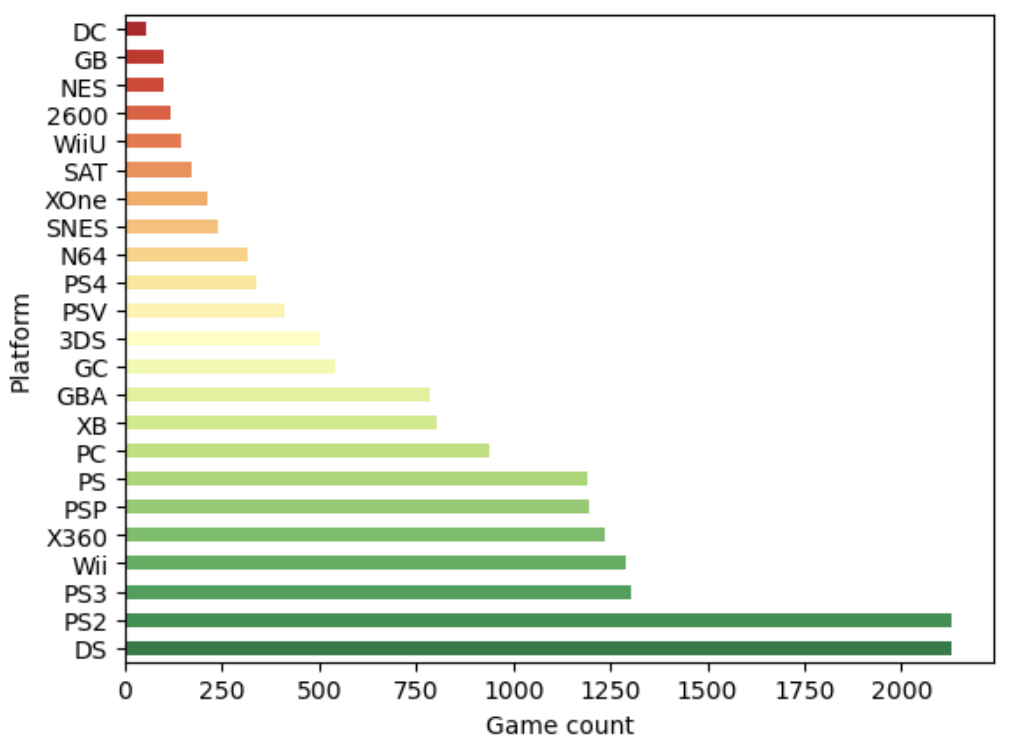 DC
GB
NES
2600
WiiU
SAT
XOne
SNES
N64
PS4
PSV
3DS
GC
GBA
XB
PC
PS
PSP
X360
Wii
PS3
PS2
DS
Platform
0 250 500 750 1000 1250 1500 1750 2000
Game count